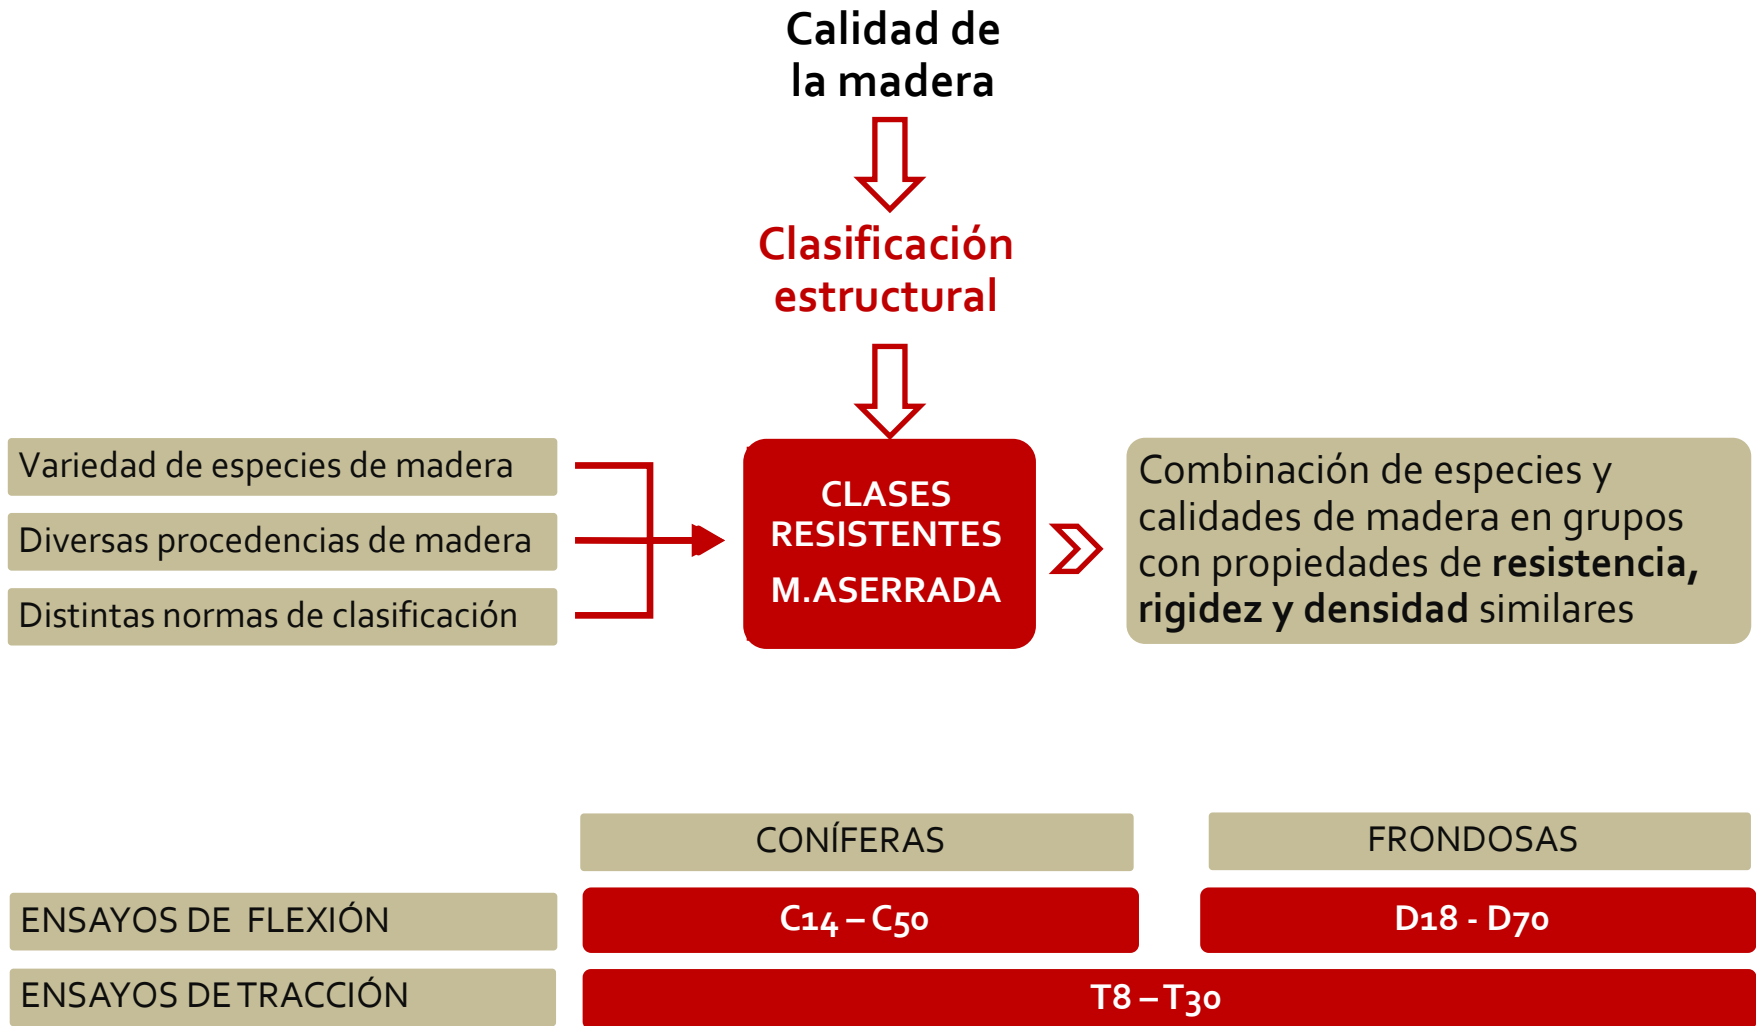 Calidad de
la madera
Clasificación
estructural
Variedad de especies de madera
Diversas procedencias de madera
Distintas normas de clasificación
CLASES
RESISTENTES
M.ASERRADA
Combinación de especies y
calidades de madera en grupos
con propiedades de resistencia,
rigidez y densidad similares
CONÍFERAS
FRONDOSAS
ENSAYOS DE FLEXIÓN
C14 – C50
D18 - D70
ENSAYOS DE TRACCIÓN
T8 – T30